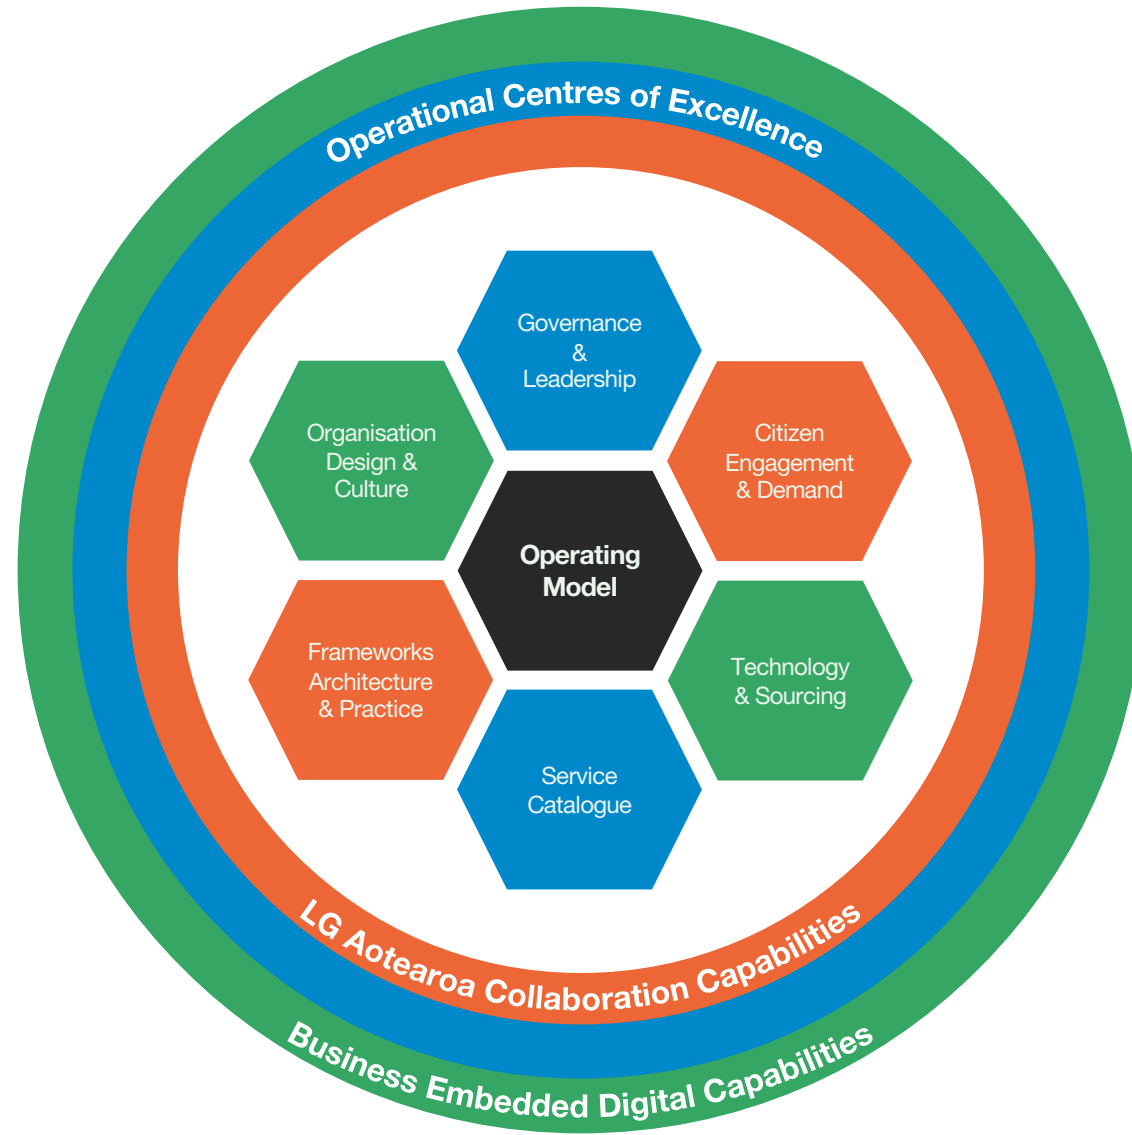 Operational Centres of Excellence
Governance
&
Leadership
Organisation
Design &
Culture
Citizen
Engagement
& Demand
Operating
Model
Frameworks
Architecture
& Practice
Technology
& Sourcing
Service
Catalogue
LG Aotearoa Collaboration Capabilities
Business Embedded Digital Capabilities